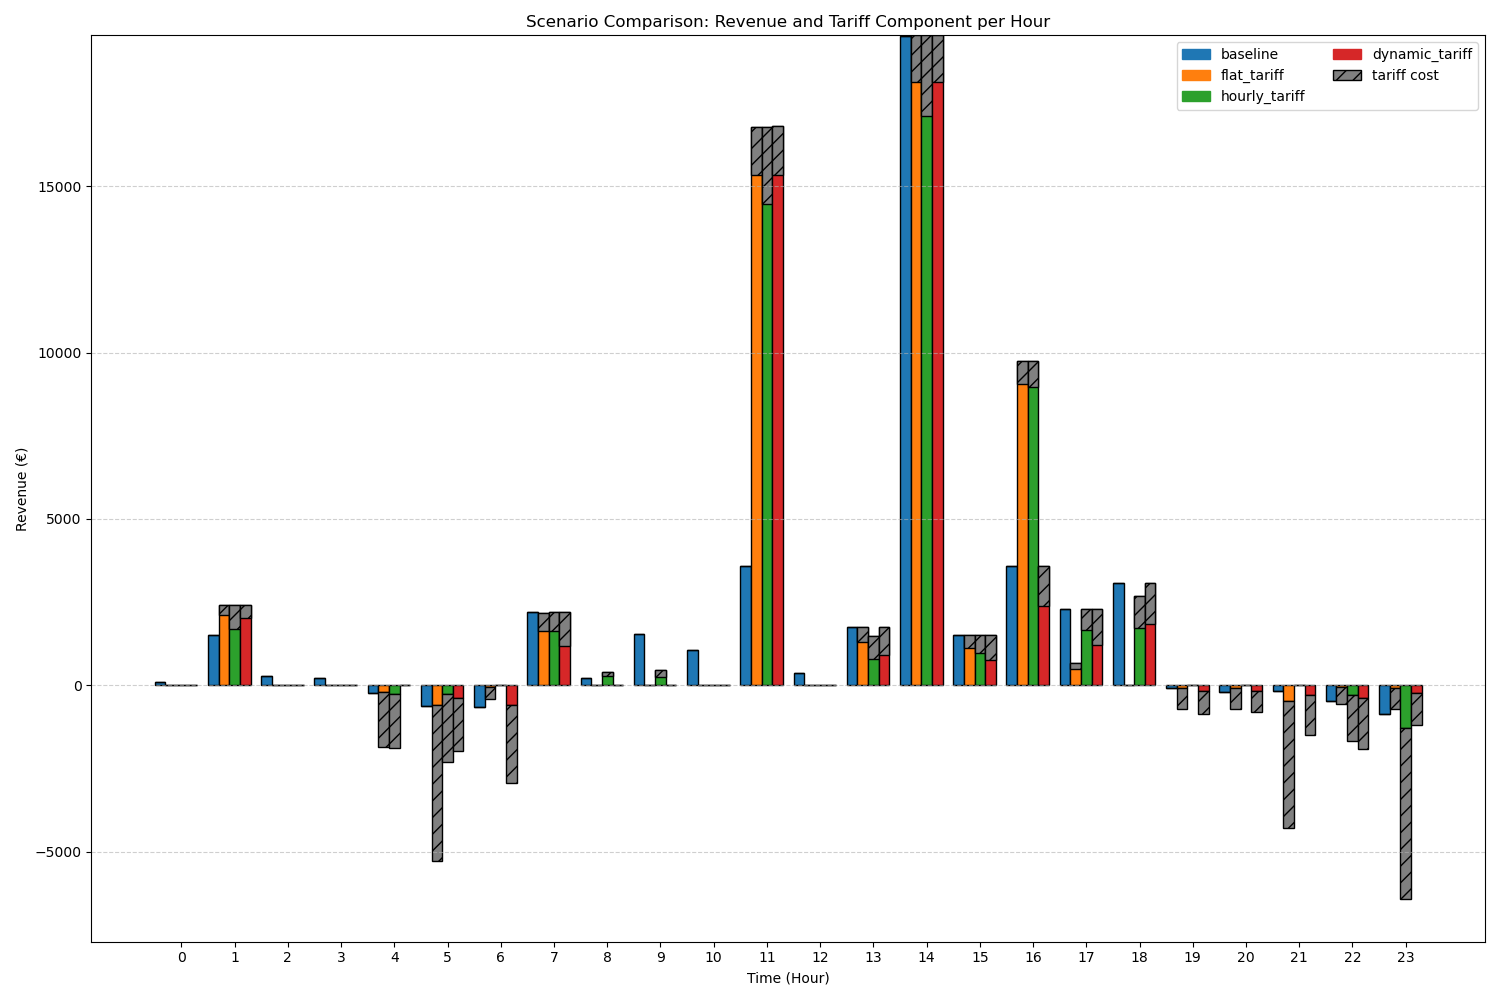 Scenario Comparison: Revenue and Tariff Component per Hour
baseline
flat_tariff
hourly_tariff
dynamic_tariff
tariff cost
Revenue (€)
15000
10000
5000
0
−5000
0 1 2 3 4 5 6 7 8 9 10 11 12 13 14 15 16 17 18 19 20 21 22 23
Time (Hour)